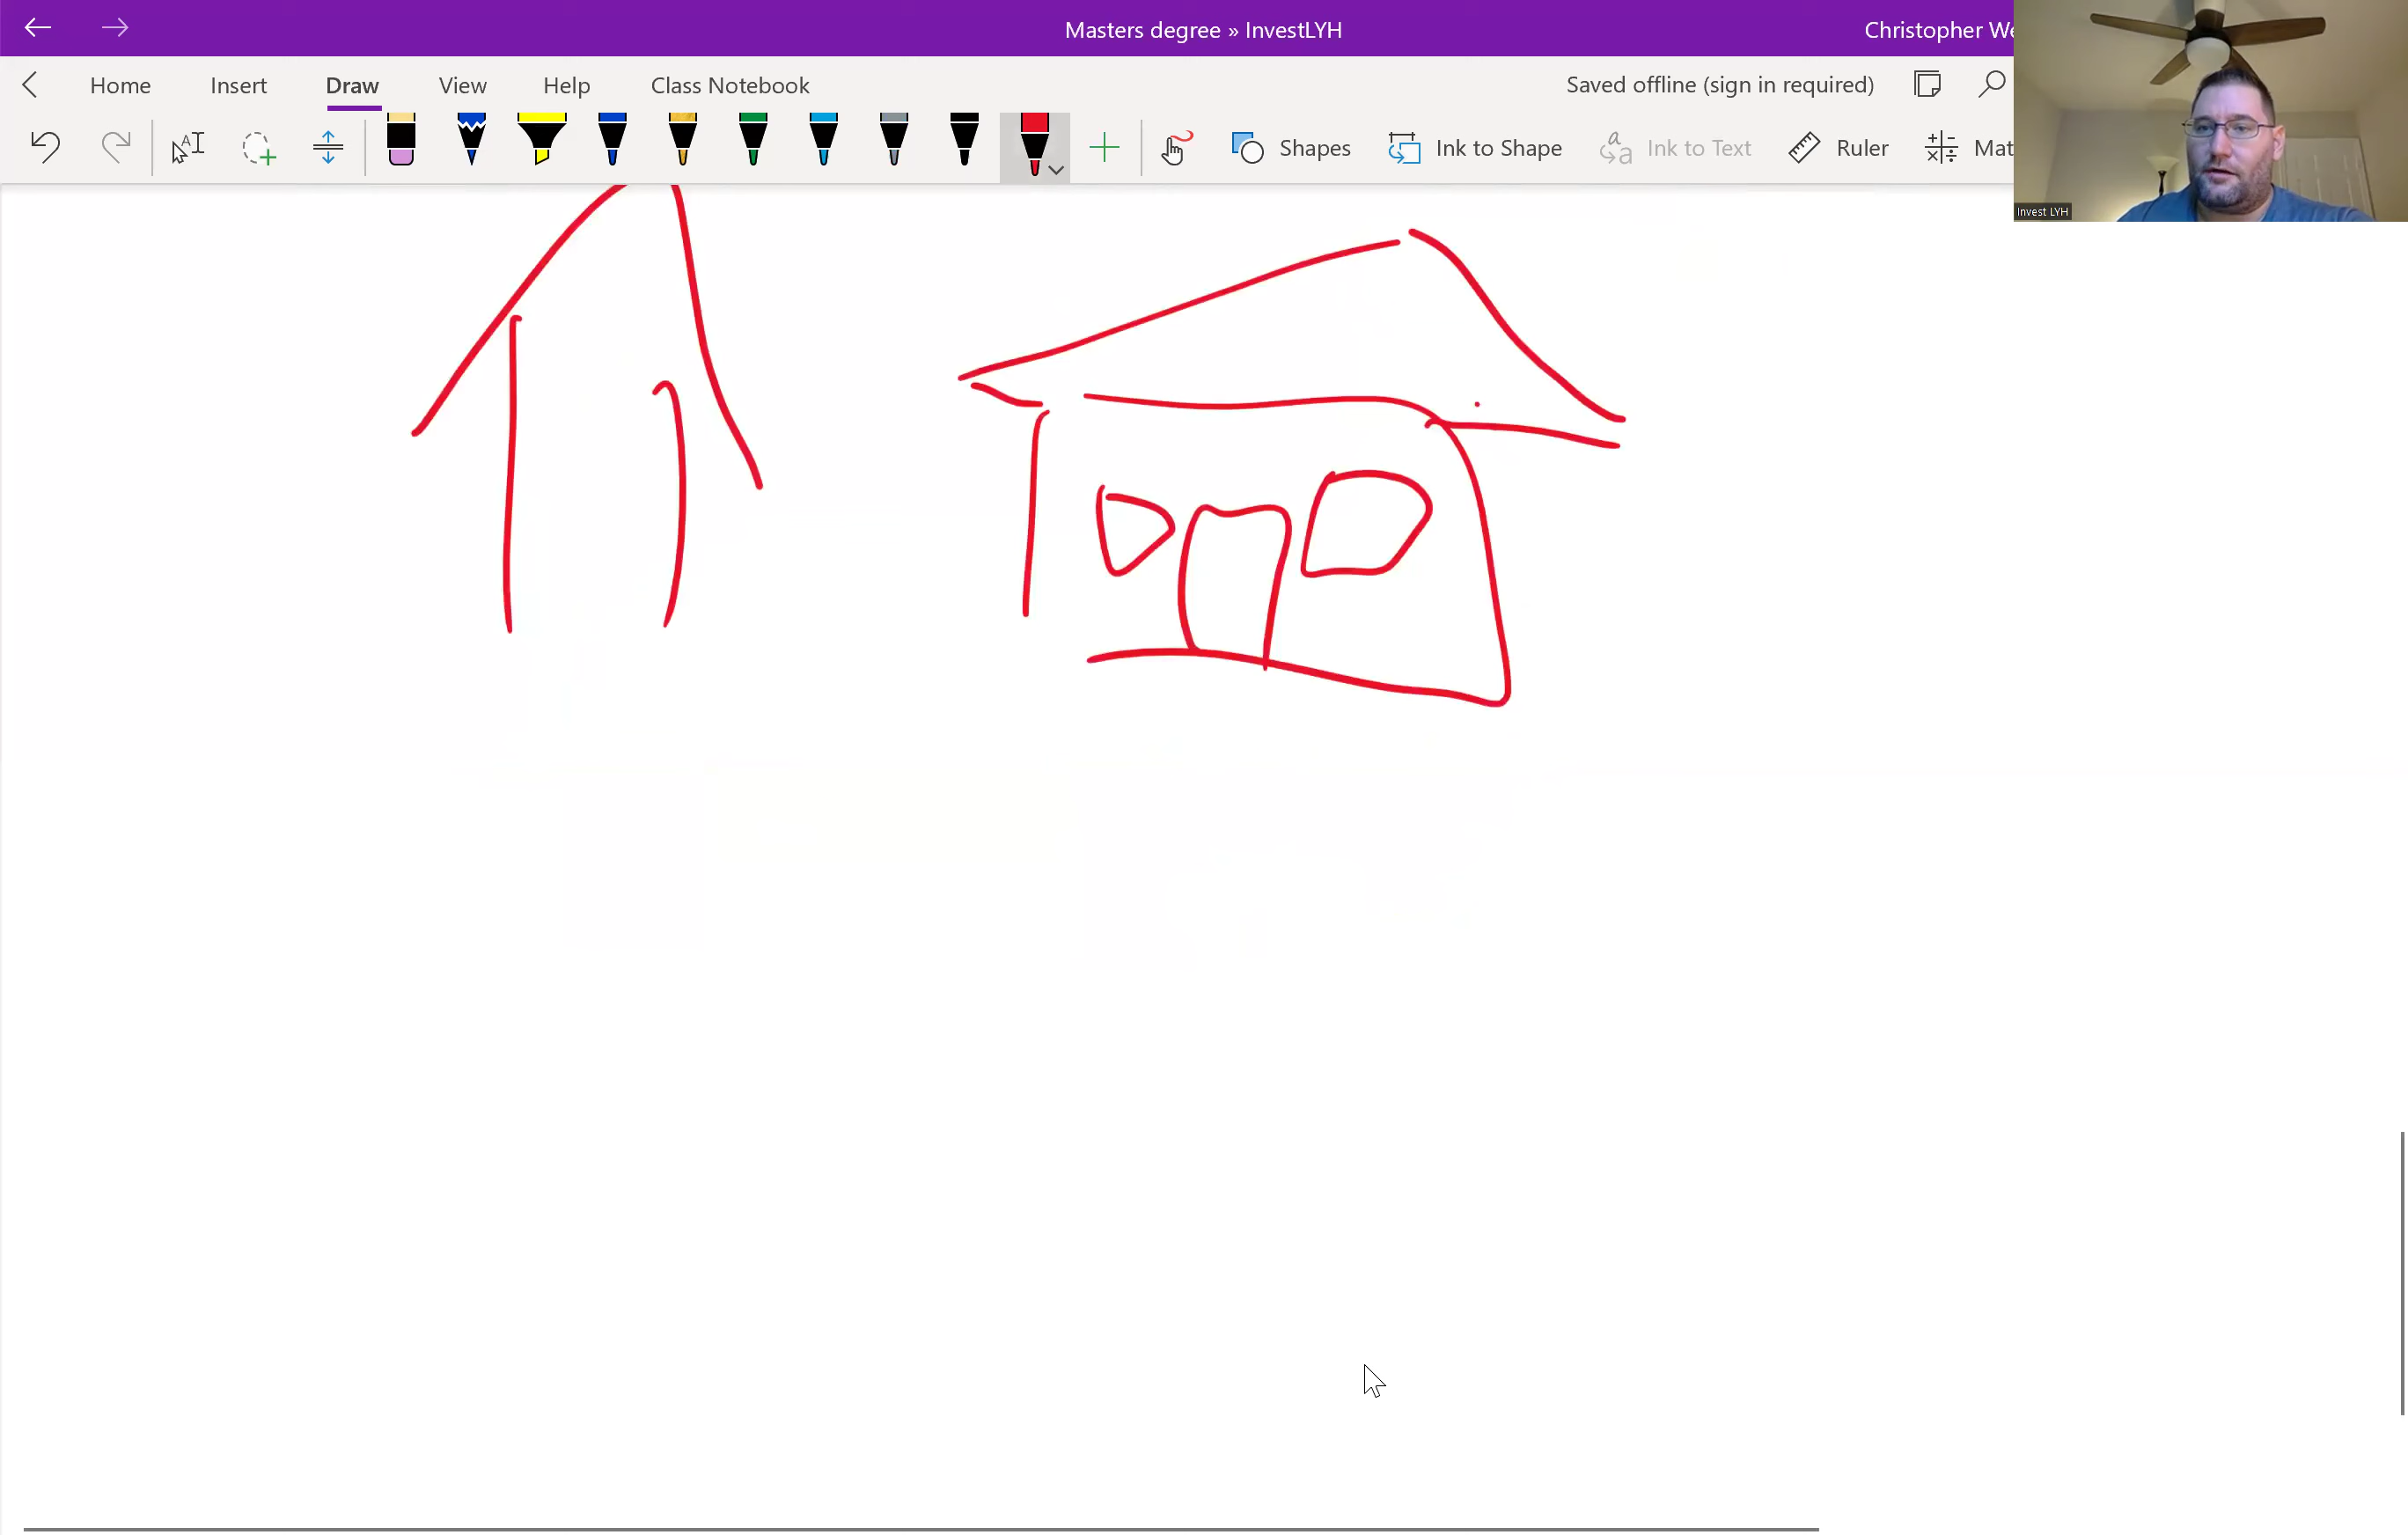 Masters degree » InvestLYH
Christopher We
Home Insert Draw View Help Class Notebook
Saved offline (sign in required)
Shapes Ink to Shape Ink to Text Ruler Mat
Invest LYH